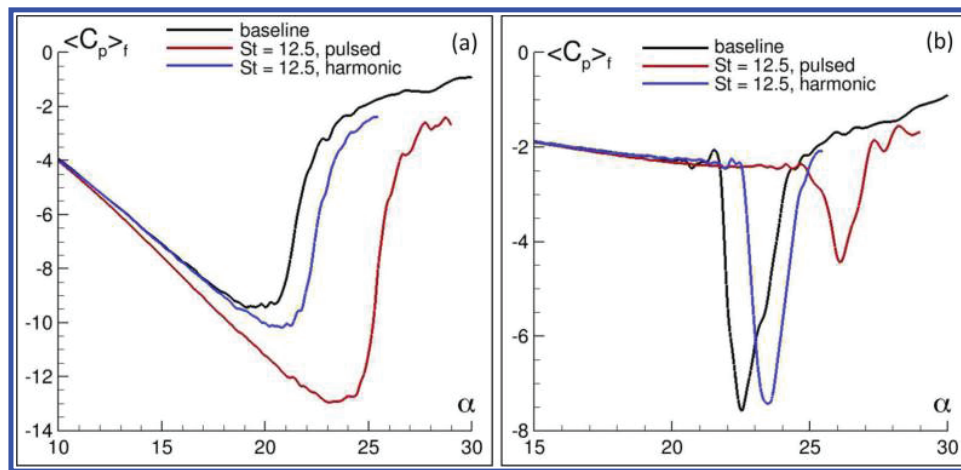 <C_p>_f
baseline
St = 12.5, pulsed
St = 12.5, harmonic
(a)
0
-2
-4
-6
-8
-10
-12
-14
10
15
20
25
30
α
<C_p>_f
baseline
St = 12.5, pulsed
St = 12.5, harmonic
(b)
0
-2
-4
-6
-8
15
20
25
30
α